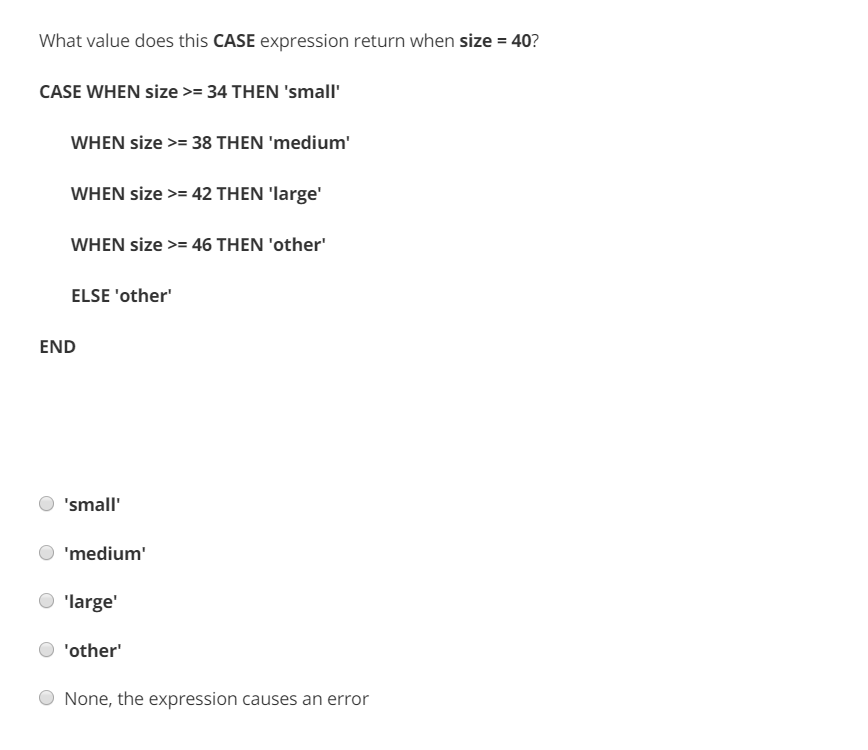 What value does this CASE expression return when size = 40?
CASE WHEN size >= 34 THEN 'small'
WHEN size >= 38 THEN 'medium'
WHEN size >= 42 THEN 'large'
WHEN size >= 46 THEN 'other'
ELSE 'other'
END
'small'
'medium'
'large'
'other'
None, the expression causes an error